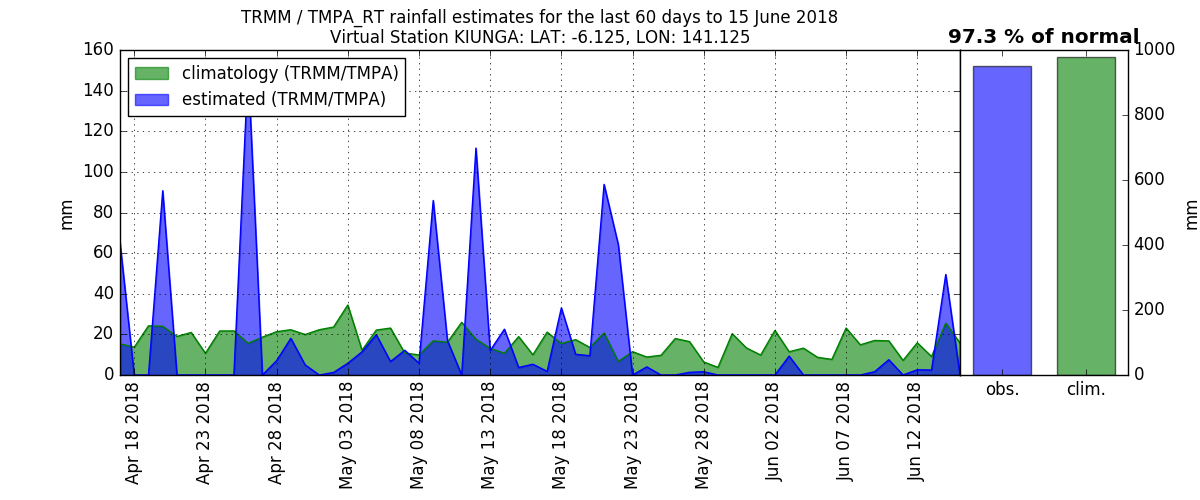 TRMM / TMPA_RT rainfall estimates for the last 60 days to 15 June 2018
Virtual Station KIUNGA: LAT: -6.125, LON: 141.125
97.3 % of normal
climatology (TRMM/TMPA)
estimated (TRMM/TMPA)
160
140
120
100
80
60
40
20
0
mm
Apr 18 2018
Apr 23 2018
Apr 28 2018
May 03 2018
May 08 2018
May 13 2018
May 18 2018
May 23 2018
May 28 2018
Jun 02 2018
Jun 07 2018
Jun 12 2018
obs.
clim.
1000
800
600
400
200
0
mm